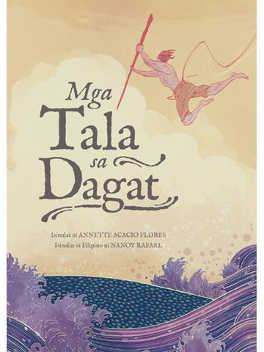 Mga
Tala
sa
Dagat
Isinulat ni ANNETTE ACACIO FLORES
Isinalin sa Filipino ni NANOY RAFAEL